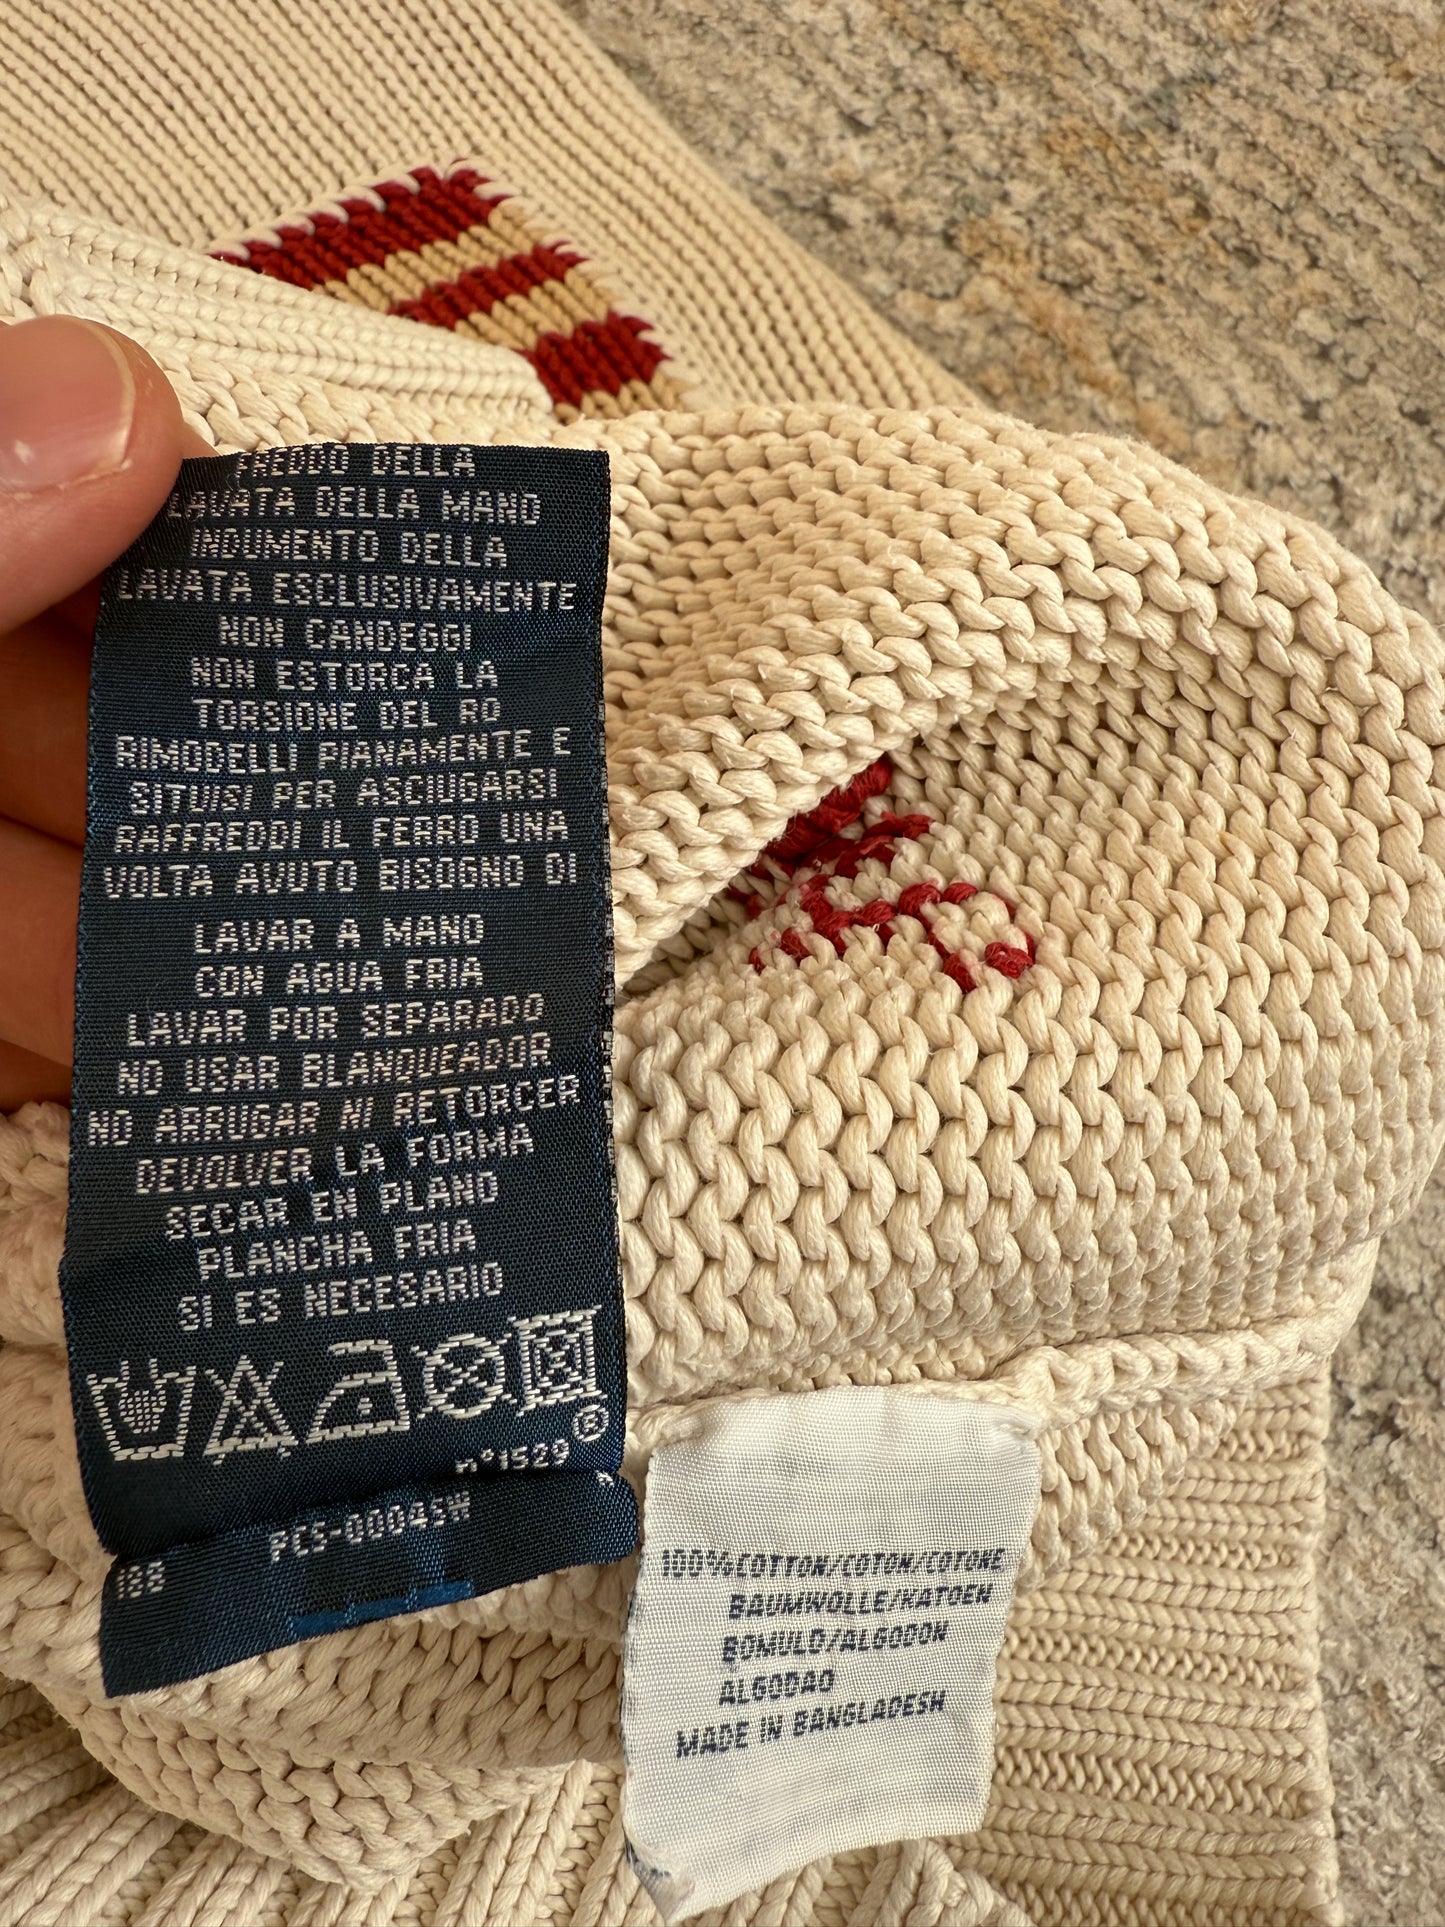 FREDDO DELLA
LAVATA DELLA MANO
INDUMENTO DELLA
LAVATA ESCLUSIVAMENTE
NON CANDEGGI
NON ESTORCA LA
TORSIONE DEL RO
RIMODELLI PIANAMENTE E
SITUISI PER ASCIUGARSI
RAFFREDDI IL FERRO UNA
VOLTA AVUTO BISOGNO DI
LAVAR A MANO
CON AGUA FRIA
LAVAR POR SEPARADO
NO USAR BLANQUEADOR
NO ARRUGAR NI RETORCER
DEVOLVER LA FORMA
SECAR EN PLANO
PLANCHA FRIA
SI ES NECESARIO
n°1529 ®
188
PCS-0004SW
100%COTTON/COTON/COTONE
BAUMWOLLE/KATOEN
BOMULD/ALGODON
ALGODAO
MADE IN BANGLADESH